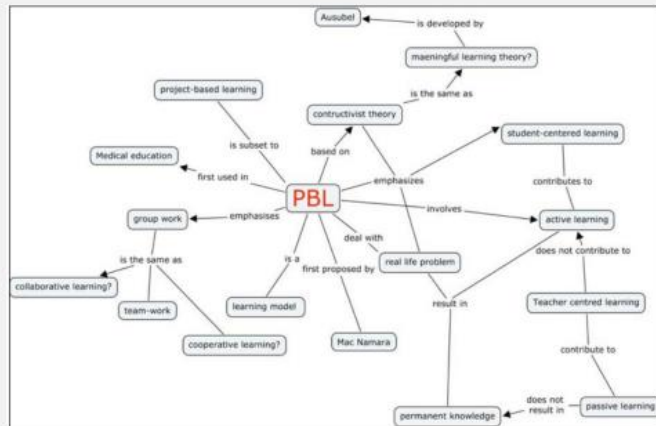 Ausubel
is developed by
maeningful learning theory?
project-based learning
is the same as
contructivist theory
student-centered learning
is subset to
Medical education
based on
first used in
emphasizes
contributes to
PBL
group work
emphasises
involves
active learning
deal with
is the same as
does not contribute to
is a
real life problem
first proposed by
collaborative learning?
team-work
learning model
result in
Teacher centred learning
cooperative learning?
Mac Namara
contribute to
does not
result in
permanent knowledge
passive learning